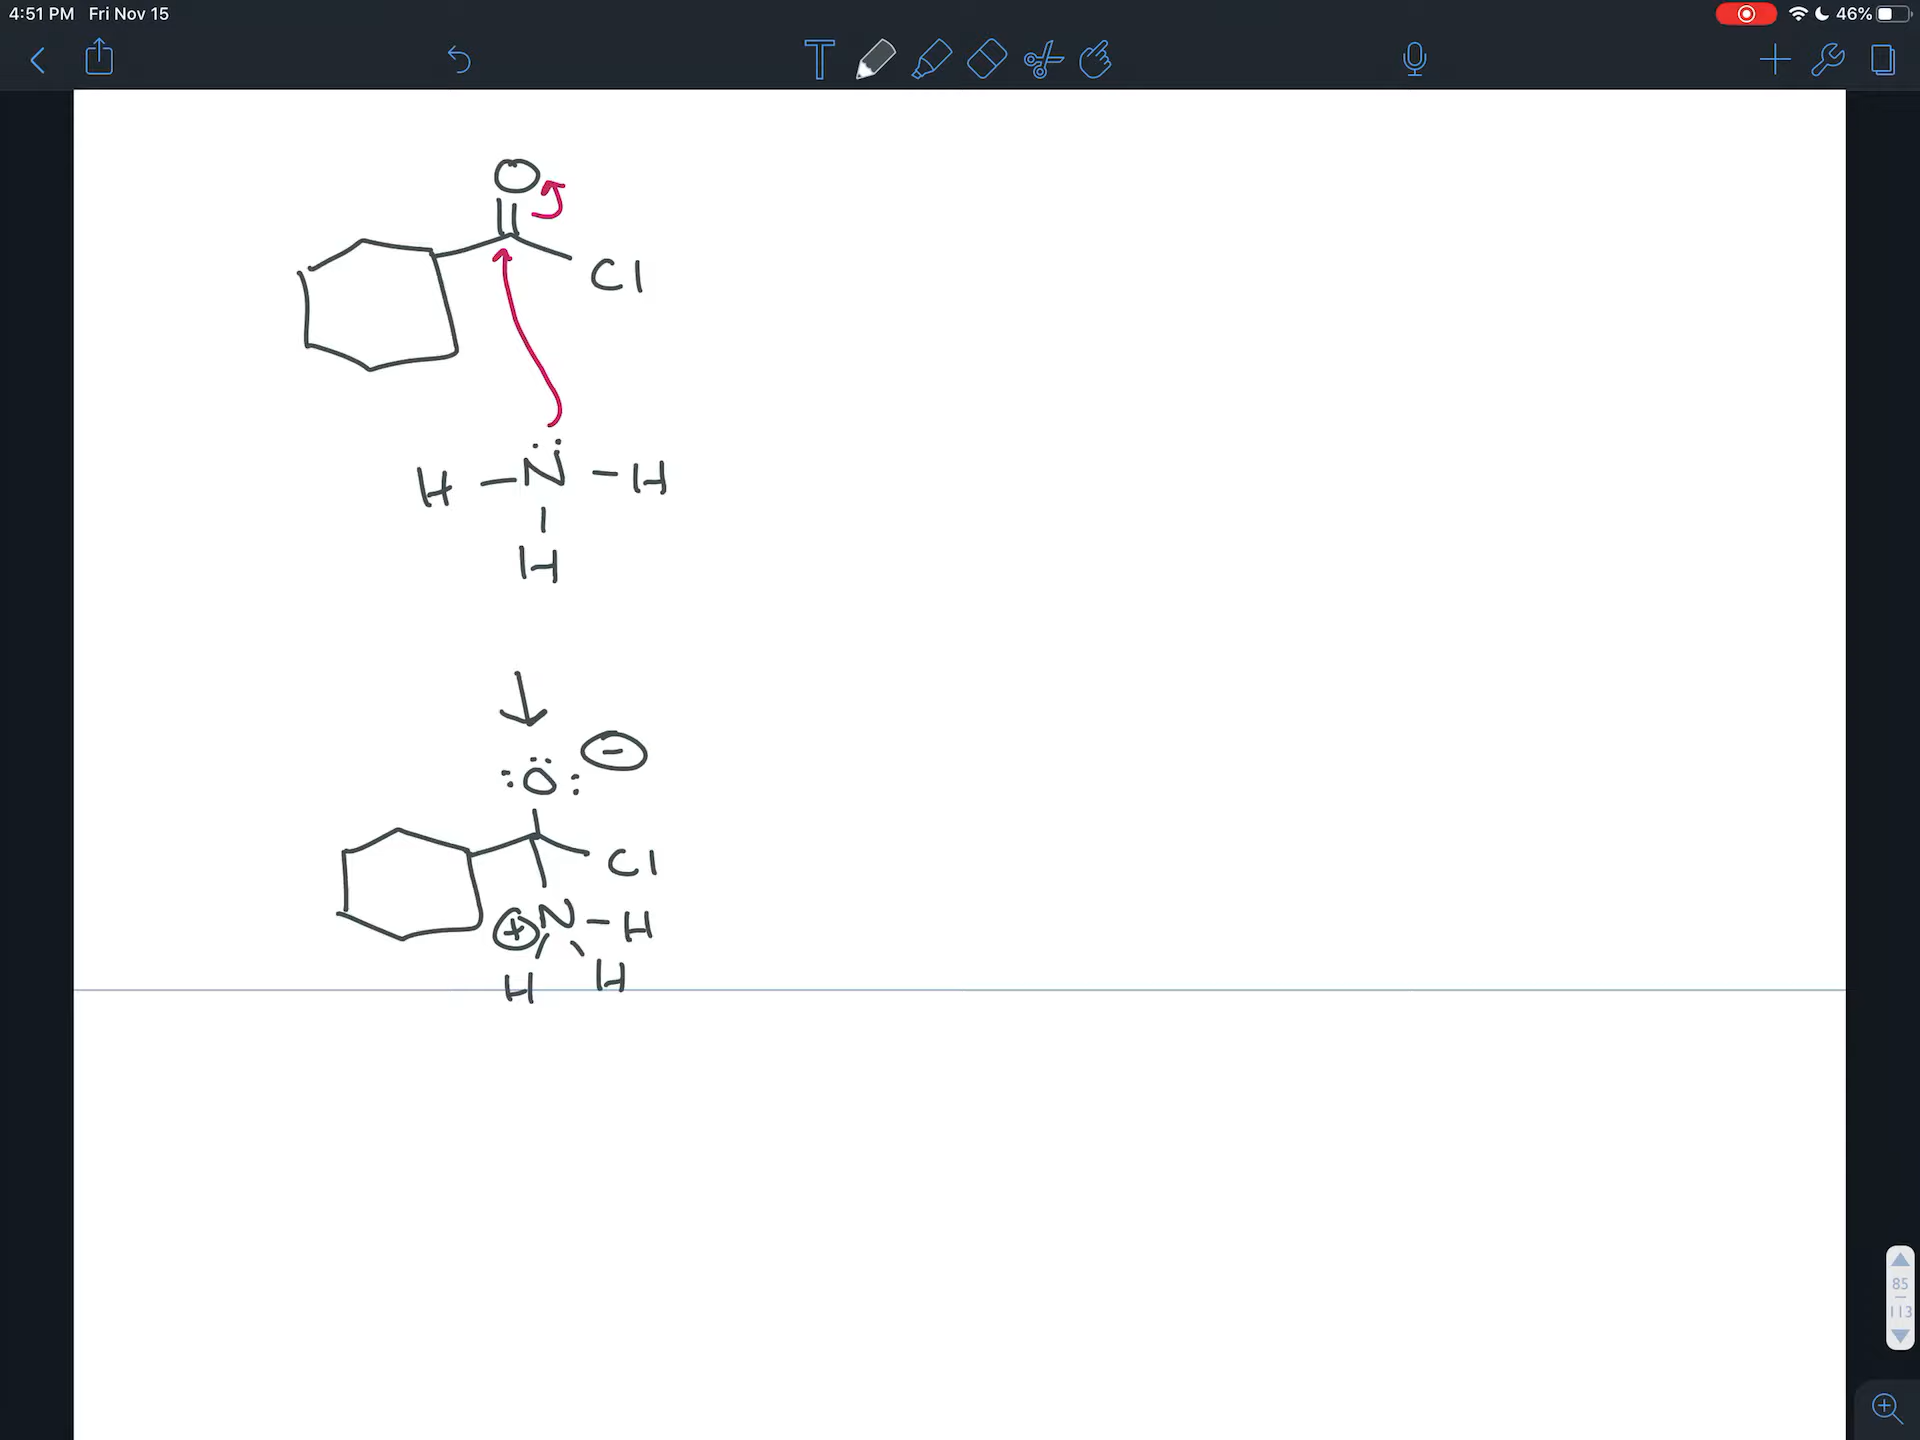 4:51 PM Fri Nov 15 46%
T
O
Cl
N
H – – H
H
–
:Ö:
Cl
+ N – H
H H
85
113